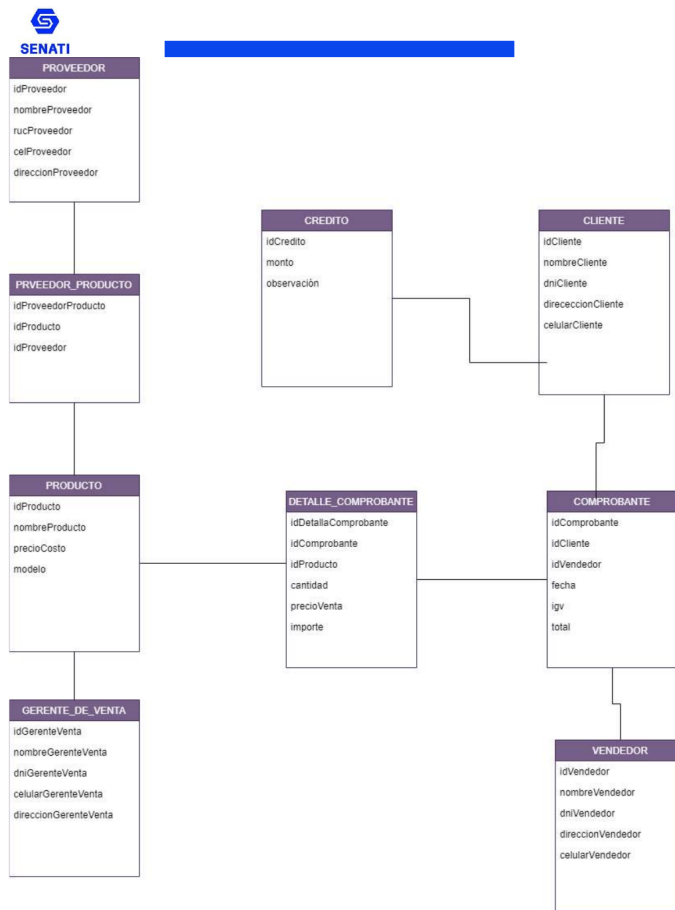 SENATI
PROVEEDOR
idProveedor
nombreProveedor
rucProveedor
celProveedor
direccionProveedor
CREDITO
idCredito
monto
observaciòn
CLIENTE
idCliente
nombreCliente
dniCliente
direceccionCliente
celularCliente
PRVEEDOR_PRODUCTO
idProveedorProducto
idProducto
idProveedor
PRODUCTO
idProducto
nombreProducto
precioCosto
modelo
DETALLE_COMPROBANTE
idDetallaComprobante
idComprobante
idProducto
cantidad
precioVenta
importe
COMPROBANTE
idComprobante
idCliente
idVendedor
fecha
igv
total
GERENTE_DE_VENTA
idGerenteVenta
nombreGerenteVenta
dniGerenteVenta
celularGerenteVenta
direccionGerenteVenta
VENDEDOR
idVendedor
nombreVendedor
dniVendedor
direccionVendedor
celularVendedor